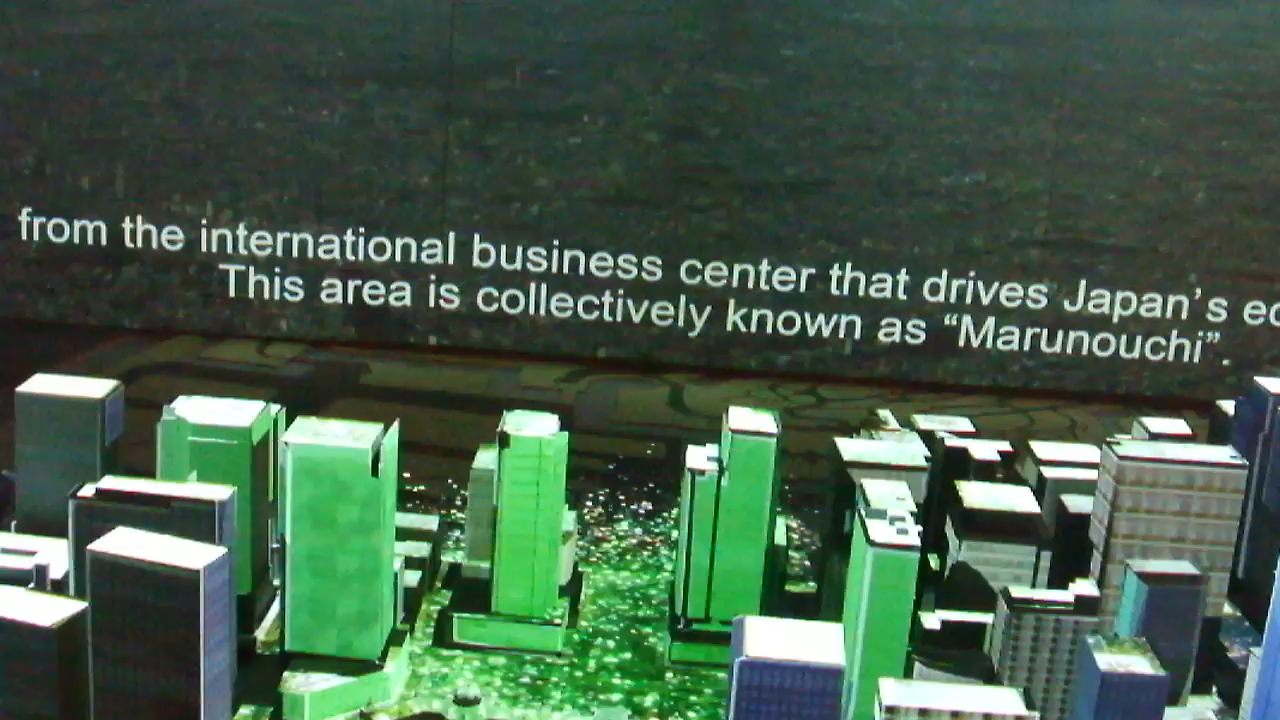 from the international business center that drives Japan's
This area is collectively known as “Marunouchi”.